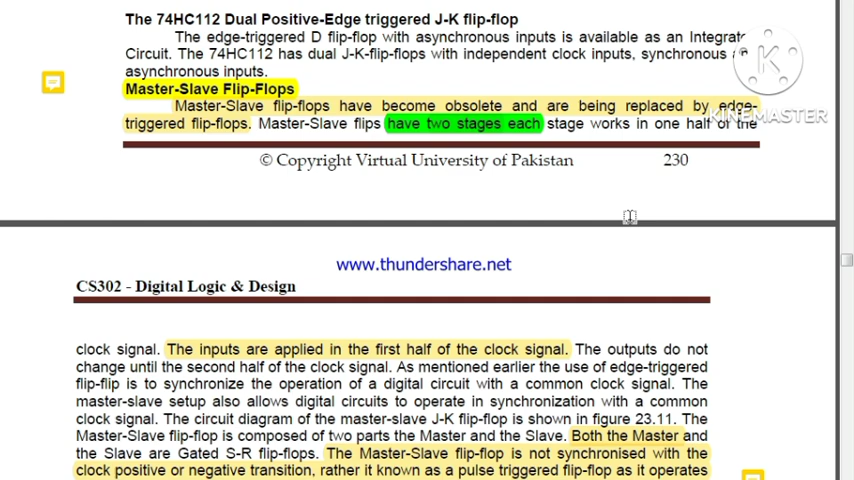 The 74HC112 Dual Positive-Edge triggered J-K flip-flop
The edge-triggered D flip-flop with asynchronous inputs is available as an Integrate
Circuit. The 74HC112 has dual J-K-flip-flops with independent clock inputs, synchronous an
asynchronous inputs.
Master-Slave Flip-Flops
Master-Slave flip-flops have become obsolete and are being replaced by edge-
triggered flip-flops. Master-Slave flips have two stages each stage works in one half of the
K
KINEMASTER
© Copyright Virtual University of Pakistan 230
www.thundershare.net
CS302 - Digital Logic & Design
clock signal. The inputs are applied in the first half of the clock signal. The outputs do not
change until the second half of the clock signal. As mentioned earlier the use of edge-triggered
flip-flip is to synchronize the operation of a digital circuit with a common clock signal. The
master-slave setup also allows digital circuits to operate in synchronization with a common
clock signal. The circuit diagram of the master-slave J-K flip-flop is shown in figure 23.11. The
Master-Slave flip-flop is composed of two parts the Master and the Slave. Both the Master and
the Slave are Gated S-R flip-flops. The Master-Slave flip-flop is not synchronised with the
clock positive or negative transition, rather it known as a pulse triggered flip-flop as it operates